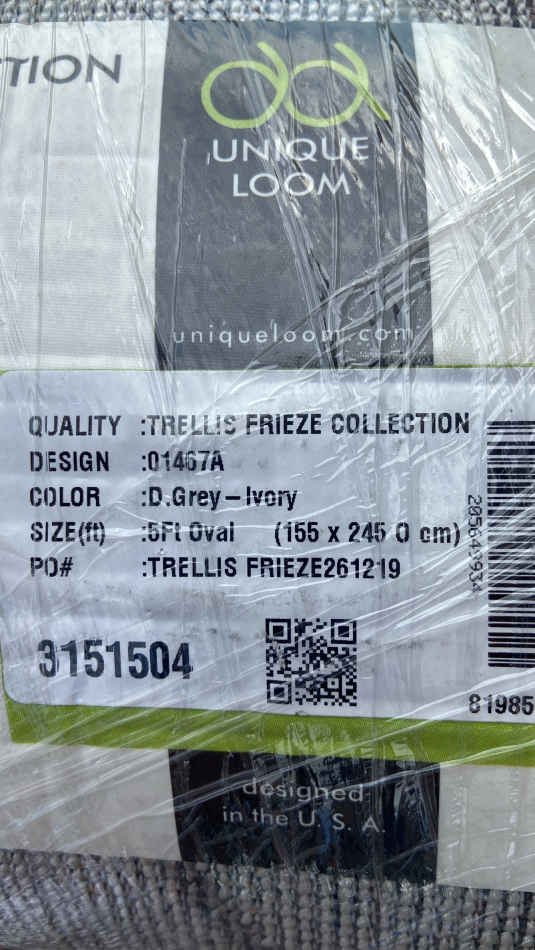 TION
UNIQUE
LOOM
uniqueloom.com
QUALITY :TRELLIS FRIEZE COLLECTION
DESIGN :01467A
COLOR :D.Grey-Ivory
SIZE(ft) :5Ft Oval (155 x 245 O cm)
PO# :TRELLIS FRIEZE261219
3151504
81985
designed
in the U. S. A.